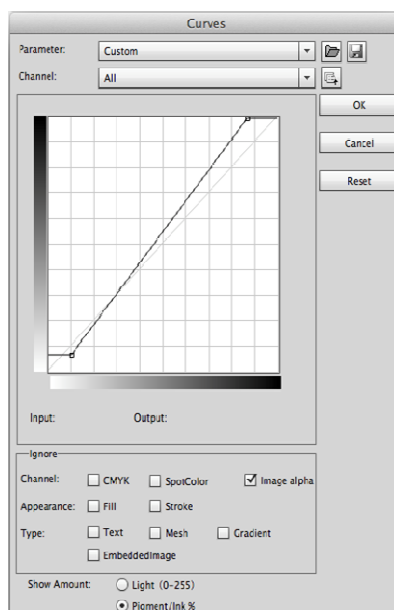 Curves
Parameter: Custom
Channel: All
OK
Cancel
Reset
Input: Output:
Ignore
Channel: CMYK SpotColor Image alpha
Appearance: Fill Stroke
Type: Text Mesh Gradient
EmbeddedImage
Show Amount: Light (0-255)
Pigment/Ink %